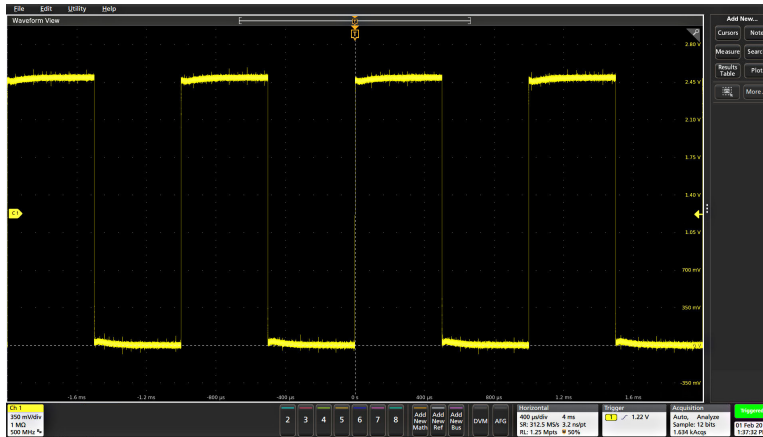 File Edit Utility Help
Waveform View
Add New...
Cursors Note
Measure Searc
Results Table Plot
More...
T
2.80 V
2.45 V
2.10 V
1.75 V
1.40 V
C1
1.05 V
700 mV
350 mV
-350 mV
-1.6 ms -1.2 ms -800 µs -400 µs 0 s 400 µs 800 µs 1.2 ms 1.6 ms
Ch 1
350 mV/div
1 MΩ
500 MHz
2 3 4 5 6 7 8
Add New Math
Add New Ref
Add New Bus
DVM
AFG
Horizontal
400 µs/div 4 ms
SR: 312.5 MS/s 3.2 ns/pt
RL: 1.25 Mpts 50%
Trigger
1 1.22 V
Acquisition
Auto, Analyze
Sample: 12 bits
1.634 kAcqs
Triggered
01 Feb 20
1:37:32 P